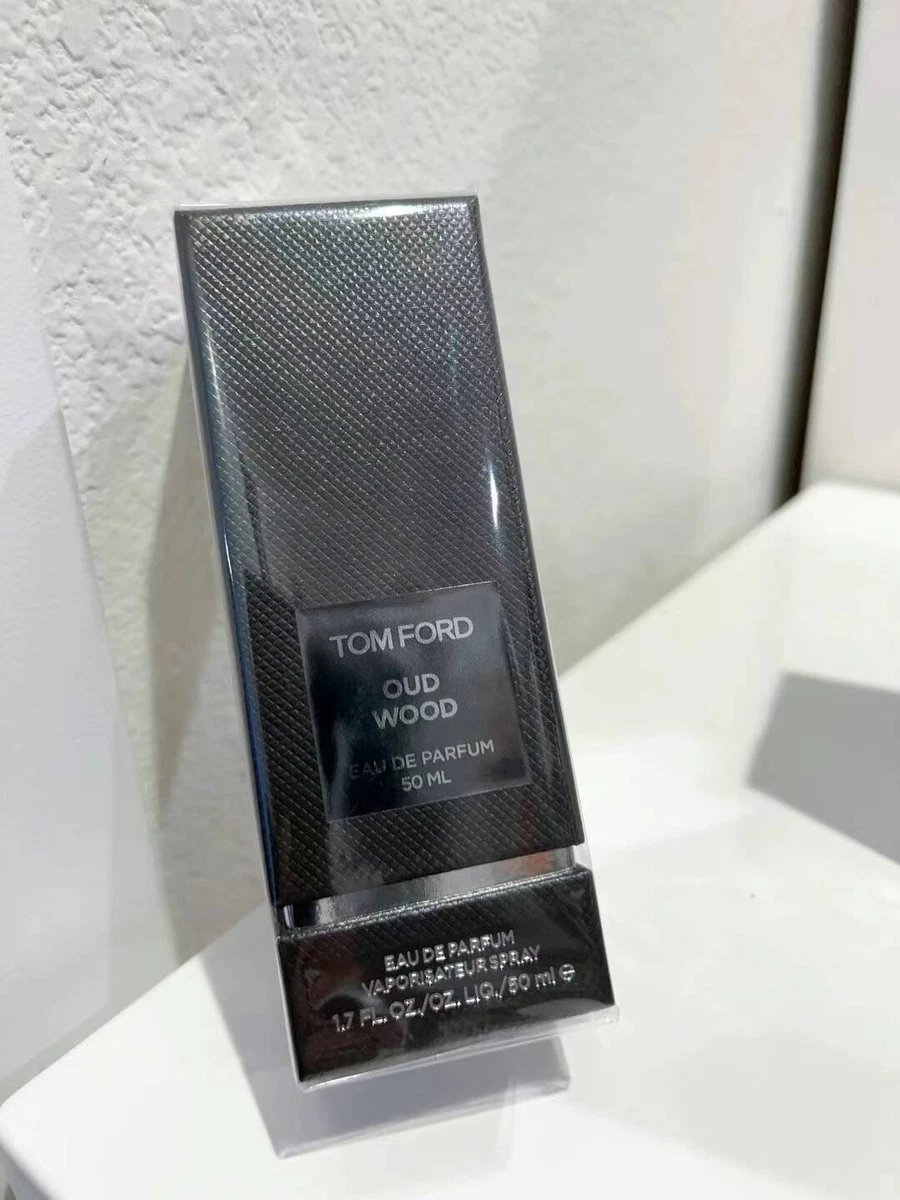 TOM FORD
OUD
WOOD
EAU DE PARFUM
50 ML
EAU DE PARFUM
VAPORISATEUR SPRAY
1.7 FL. OZ./OZ. LIQ./50 ml ℮